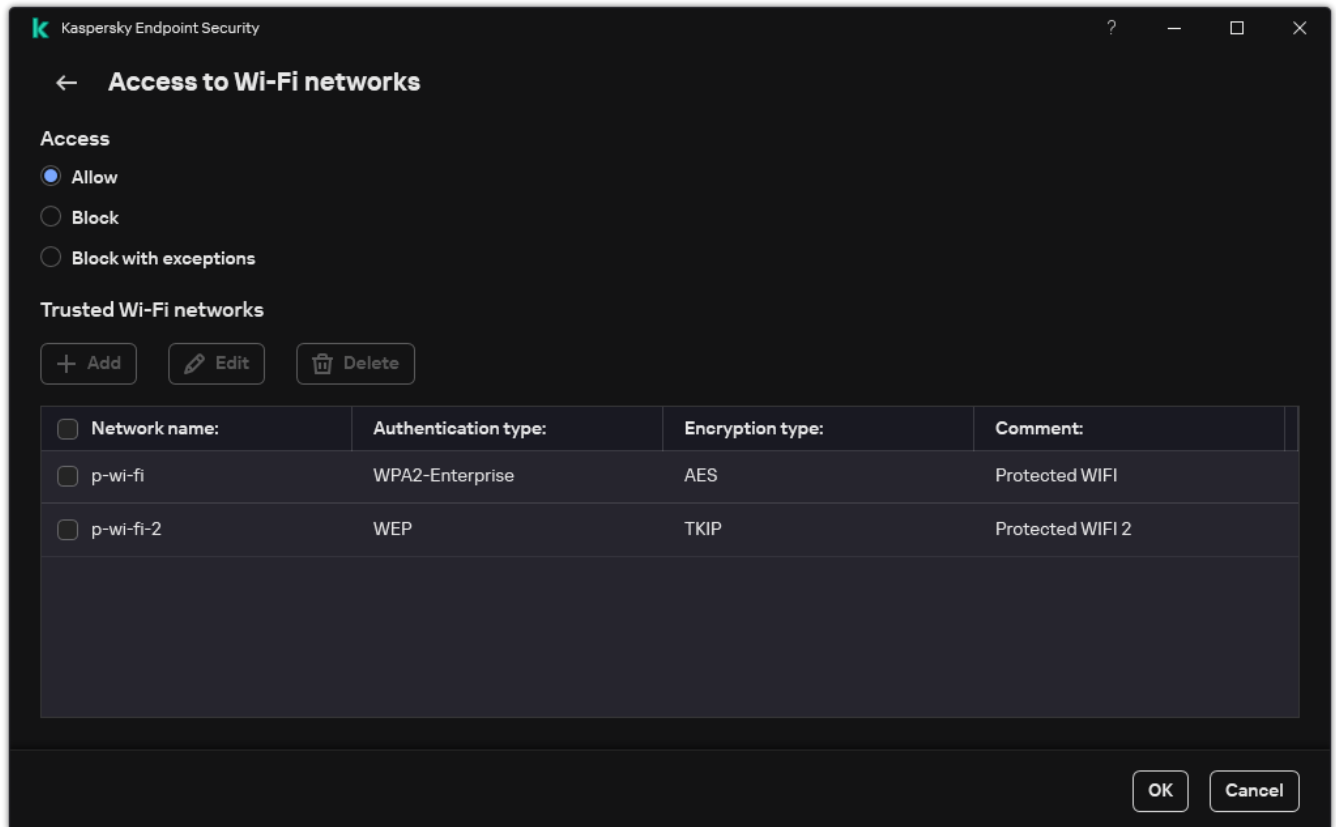 Kaspersky Endpoint Security ?
Access to Wi-Fi networks
Access
Allow
Block
Block with exceptions
Trusted Wi-Fi networks
Add Edit Delete
Network name: Authentication type: Encryption type: Comment:
p-wi-fi WPA2-Enterprise AES Protected WIFI
p-wi-fi-2 WEP TKIP Protected WIFI 2
OK Cancel